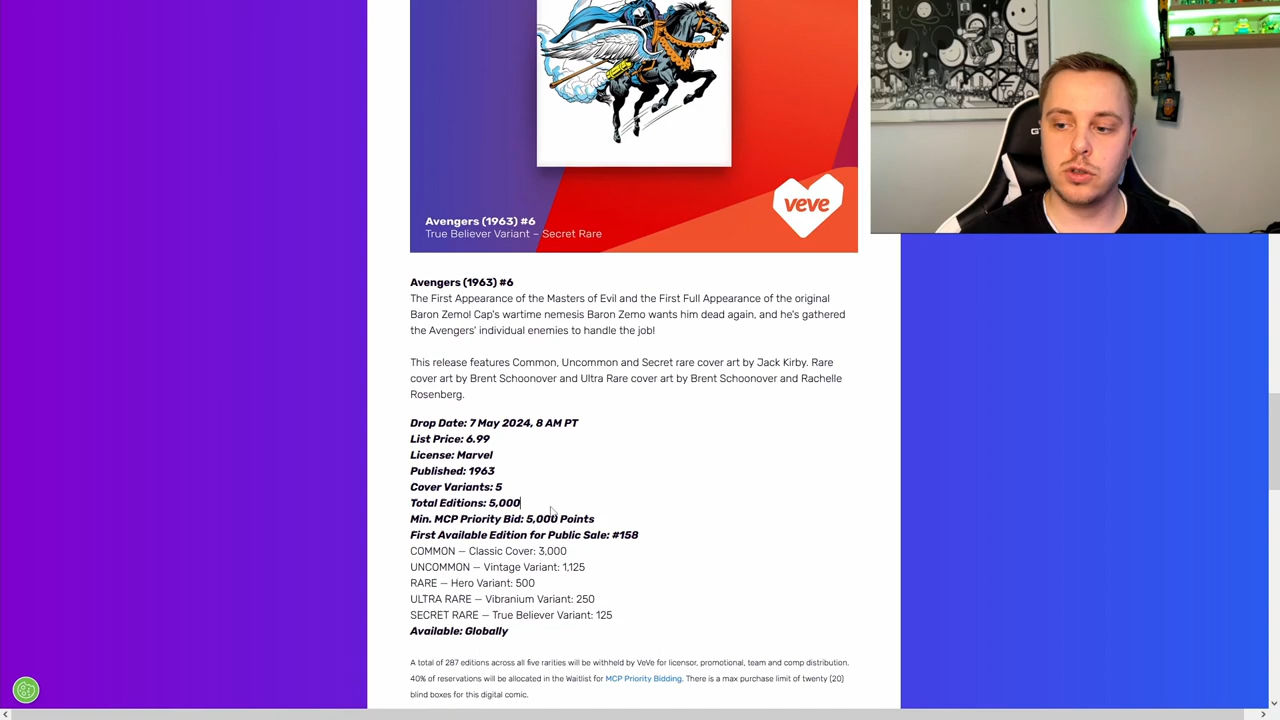 Avengers (1963) #6
True Believer Variant – Secret Rare
veve
Avengers (1963) #6
The First Appearance of the Masters of Evil and the First Full Appearance of the original
Baron Zemo! Cap's wartime nemesis Baron Zemo wants him dead again, and he's gathered
the Avengers' individual enemies to handle the job!
This release features Common, Uncommon and Secret rare cover art by Jack Kirby. Rare
cover art by Brent Schoonover and Ultra Rare cover art by Brent Schoonover and Rachelle
Rosenberg.
Drop Date: 7 May 2024, 8 AM PT
List Price: 6.99
License: Marvel
Published: 1963
Cover Variants: 5
Total Editions: 5,000
Min. MCP Priority Bid: 5,000 Points
First Available Edition for Public Sale: #158
COMMON — Classic Cover: 3,000
UNCOMMON — Vintage Variant: 1,125
RARE — Hero Variant: 500
ULTRA RARE — Vibranium Variant: 250
SECRET RARE — True Believer Variant: 125
Available: Globally
A total of 287 editions across all five rarities will be withheld by VeVe for licensor, promotional, team and comp distribution.
40% of reservations will be allocated in the Waitlist for MCP Priority Bidding. There is a max purchase limit of twenty (20)
blind boxes for this digital comic.